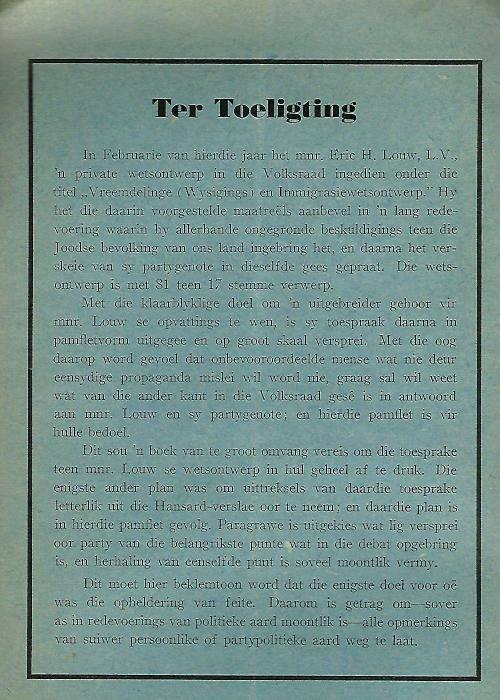 Ter Toeligting
In Februarie van hierdie jaar het mnr. Eric H. Louw, L.V.,
'n private wetsontwerp in die Volksraad ingedien onder die
titel „Vreemdelinge (Wysigings) en Immigrasiewetsontwerp." Hy
het die daarin voorgestelde maatreëls aanbevel in 'n lang rede-
voering waarin hy allerhande ongegronde beskuldigings teen die
Joodse bevolking van ons land ingebring het, en daarna het ver-
skeie van sy partygenote in dieselfde gees gepraat. Die wets-
ontwerp is met 81 teen 17 stemme verwerp.
Met die klaarblyklike doel om 'n uitgebreider gehoor vir
mnr. Louw se opvattings te wen, is sy toespraak daarna in
pamfletvorm uitgegee en op groot skaal versprei. Met die oog
daarop word gevoel dat onbevooroordeelde mense wat nie deur
eensydige propaganda mislei wil word nie, graag sal wil weet
wat van die ander kant in die Volksraad gesê is in antwoord
aan mnr. Louw en sy partygenote; en hierdie pamflet is vir
hulle bedoel.
Dit sou 'n boek van te groot omvang vereis om die toesprake
teen mnr. Louw se wetsontwerp in hul geheel af te druk. Die
enigste ander plan was om uittreksels van daardie toesprake
letterlik uit die Hansard-verslae oor te neem; en daardie plan is
in hierdie pamflet gevolg. Paragrawe is uitgekies wat lig versprei
oor party van die belangrikste punte wat in die debat opgebring
is, en herhaling van eenselfde punt is soveel moontlik vermy.
Dit moet hier beklemtoon word dat die enigste doel voor oë
was die opheldering van feite. Daarom is getrag om—sover
as in redevoerings van politieke aard moontlik is—alle opmerkings
van suiwer persoonlike of partypolitieke aard weg te laat.